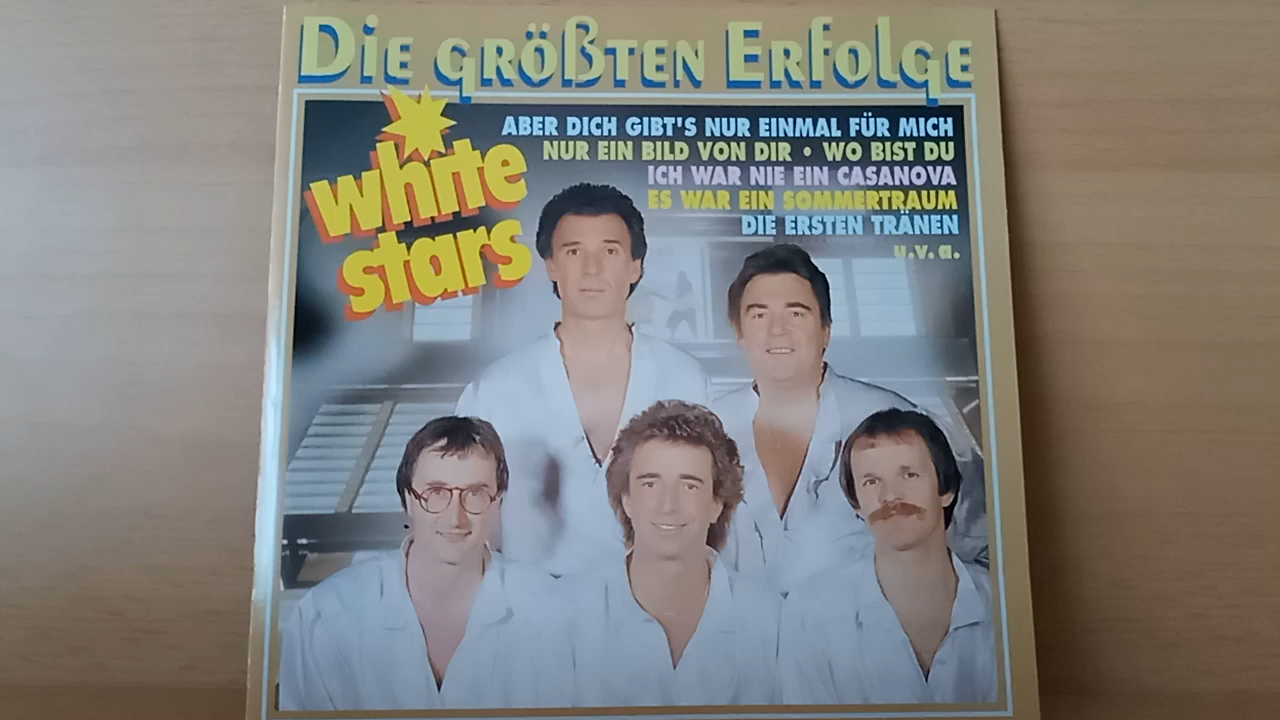 Die größten Erfolge
white
stars
ABER DICH GIBT'S NUR EINMAL FÜR MICH
NUR EIN BILD VON DIR • WO BIST DU
ICH WAR NIE EIN CASANOVA
ES WAR EIN SOMMERTRAUM
DIE ERSTEN TRÄNEN
u.v.a.